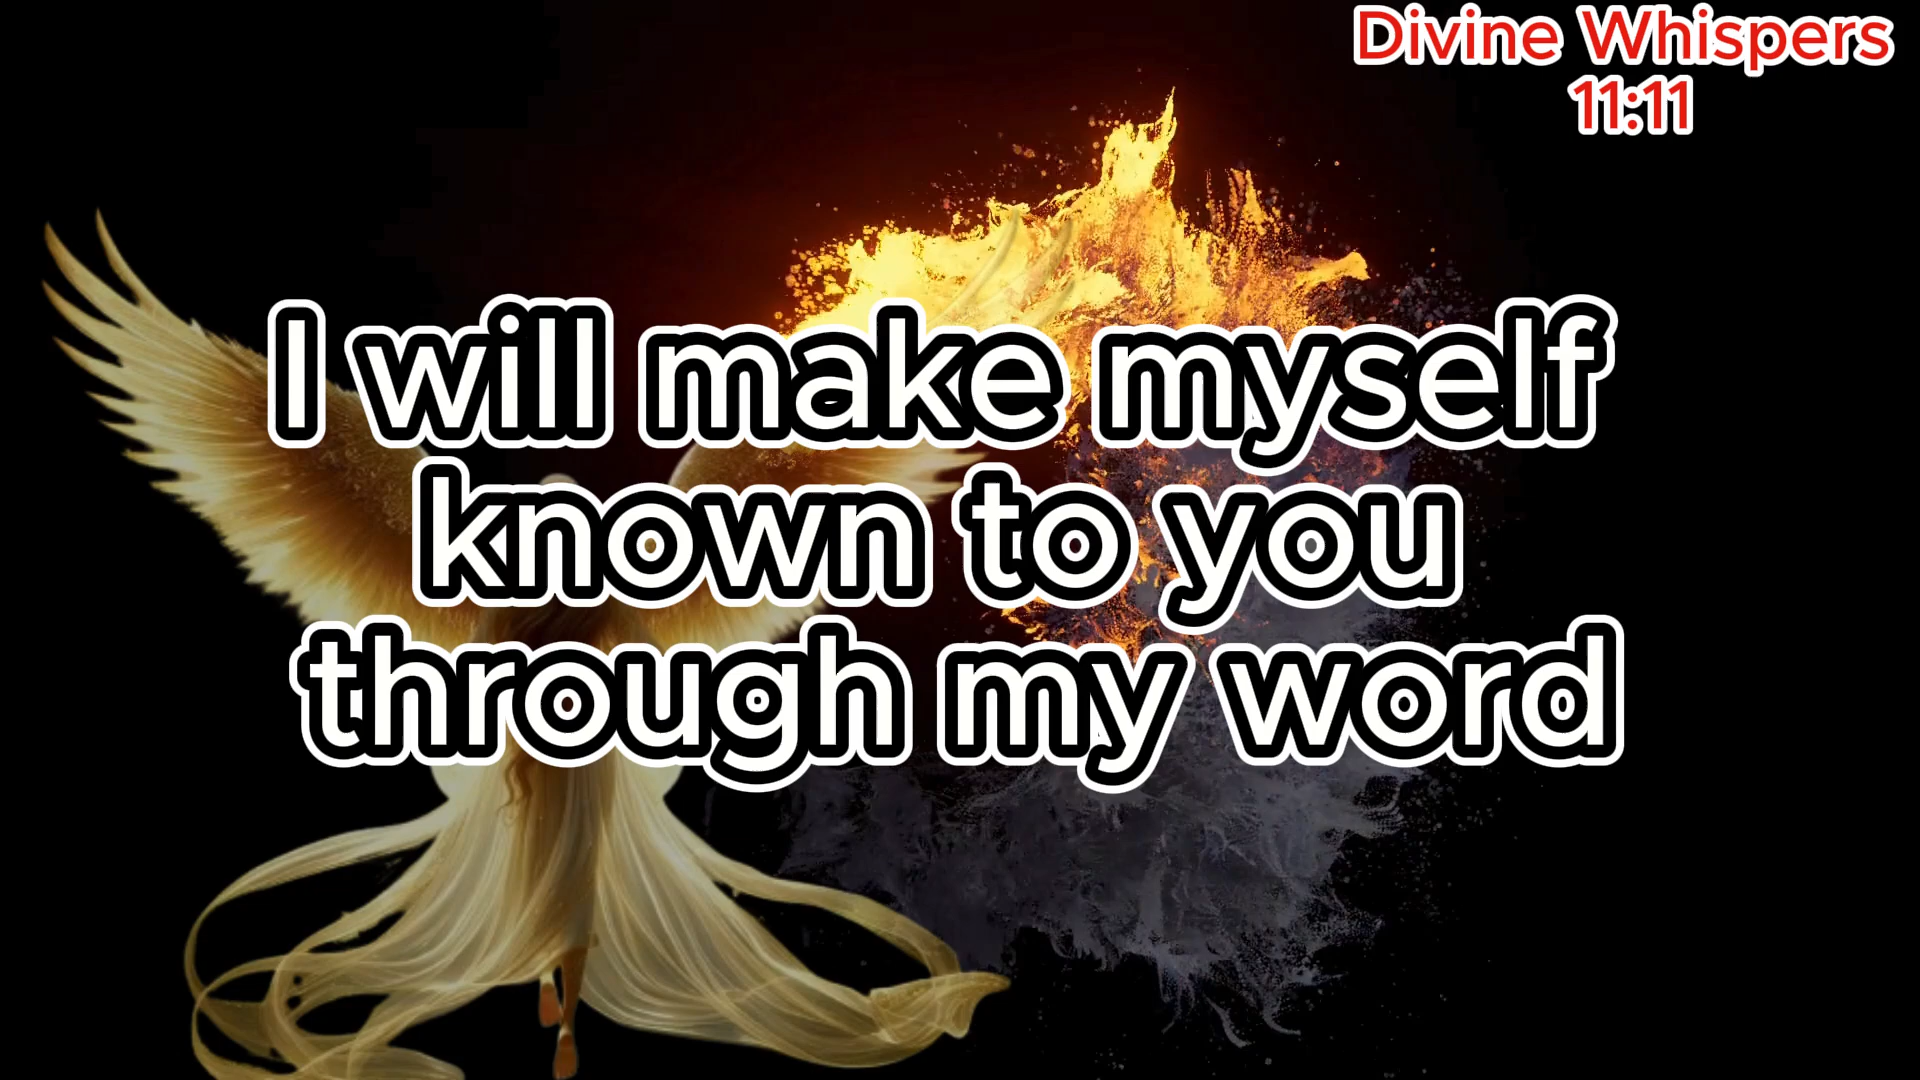 Divine Whispers
11:11
I will make myself
known to you
through my word